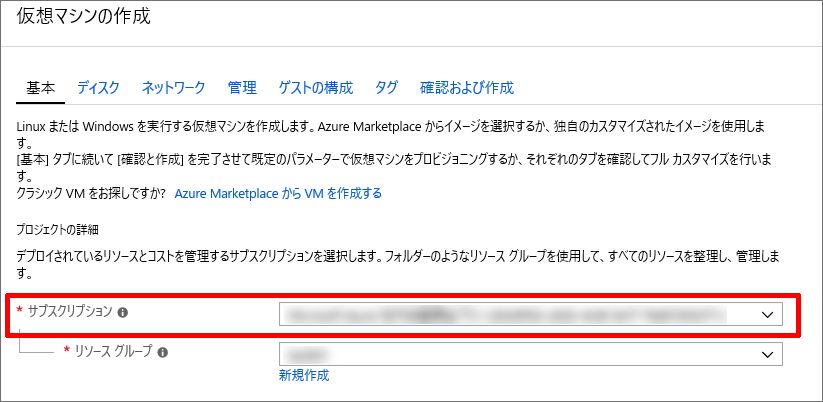 仮想マシンの作成
基本 ディスク ネットワーク 管理 ゲストの構成 タグ 確認および作成
Linux または Windows を実行する仮想マシンを作成します。Azure Marketplace からイメージを選択するか、独自のカスタマイズされたイメージを使用しま
す。
[基本] タブに続いて [確認と作成] を完了させて既定のパラメーターで仮想マシンをプロビジョニングするか、それぞれのタブを確認してフル カスタマイズを行いま
す。
クラシック VM をお探しですか? Azure Marketplace から VM を作成する
プロジェクトの詳細
デプロイされているリソースとコストを管理するサブスクリプションを選択します。フォルダーのようなリソース グループを使用して、すべてのリソースを整理し、管理しま
す。
* サブスクリプション
* リソース グループ
新規作成